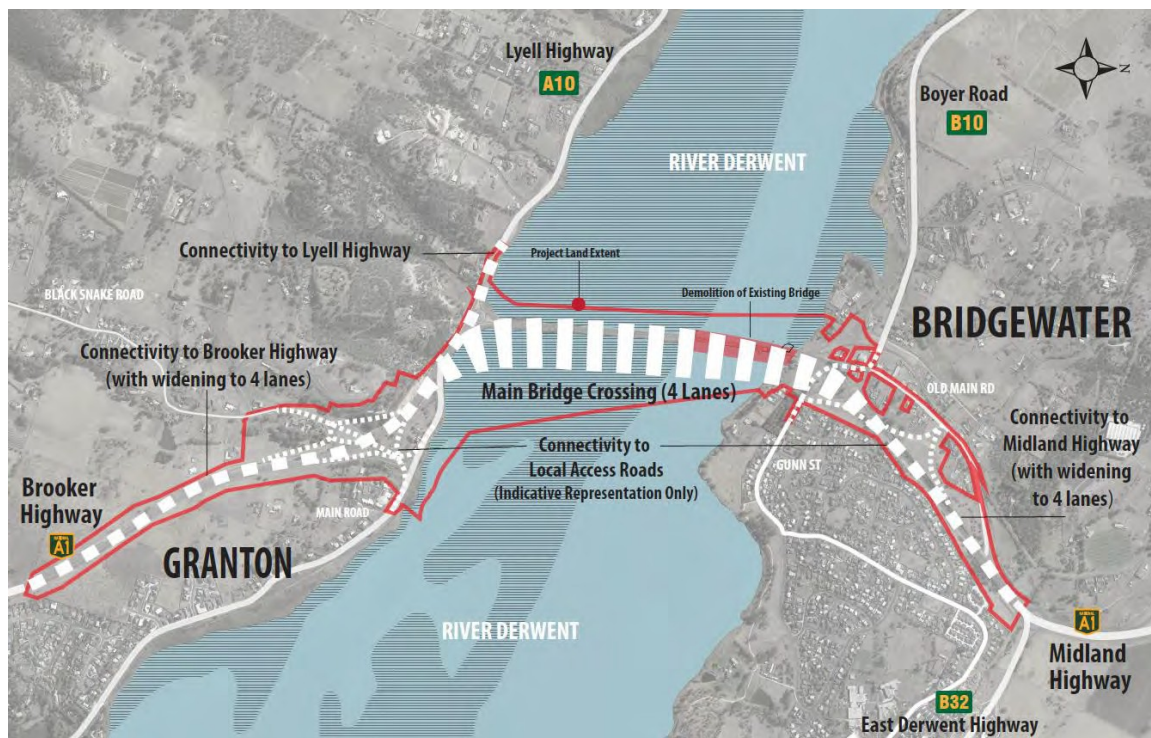 Lyell Highway
A10
N
Boyer Road
B10
RIVER DERWENT
Connectivity to Lyell Highway
Project Land Extent
BLACK SNAKE ROAD
Demolition of Existing Bridge
BRIDGEWATER
Connectivity to Brooker Highway
(with widening to 4 lanes)
Main Bridge Crossing (4 Lanes)
OLD MAIN RD
Connectivity to
Midland Highway
(with widening
to 4 lanes)
Connectivity to
Local Access Roads
(Indicative Representation Only)
GUNN ST
Brooker
Highway
A1
MAIN ROAD
GRANTON
RIVER DERWENT
A1
Midland
Highway
B32
East Derwent Highway